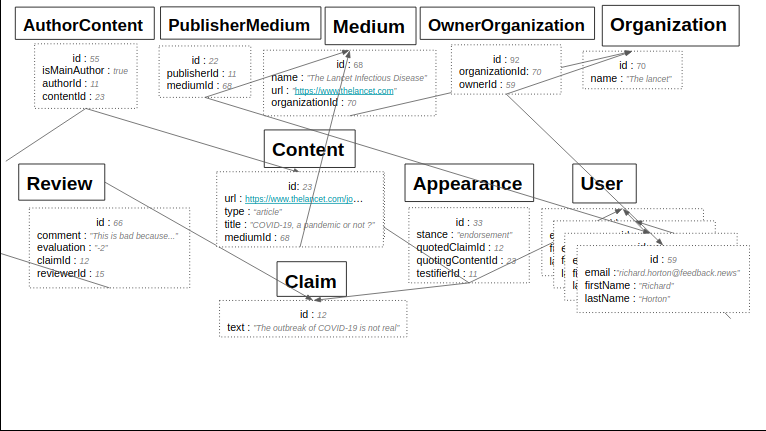 AuthorContent
id : 55
isMainAuthor : true
authorId : 11
contentId : 23
PublisherMedium
id : 22
publisherId : 11
mediumId : 68
Medium
id : 68
name : "The Lancet Infectious Disease"
url : "https://www.thelancet.com"
organizationId : 70
OwnerOrganization
id : 92
organizationId: 70
ownerId : 59
Organization
id : 70
name : "The lancet"
Content
id: 23
url : https://www.thelancet.com/jo...
type : "article"
title : "COVID-19, a pandemic or not ?"
mediumId : 68
Review
id : 66
comment : "This is bad because..."
evaluation : "-2"
claimId : 12
reviewerId : 15
Claim
id : 12
text : "The outbreak of COVID-19 is not real"
Appearance
id : 33
stance : "endorsement"
quotedClaimId : 12
quotingContentId : 23
testifierId : 11
User
id : 59
email :"richard.horton@feedback.news"
firstName : "Richard"
lastName : "Horton"